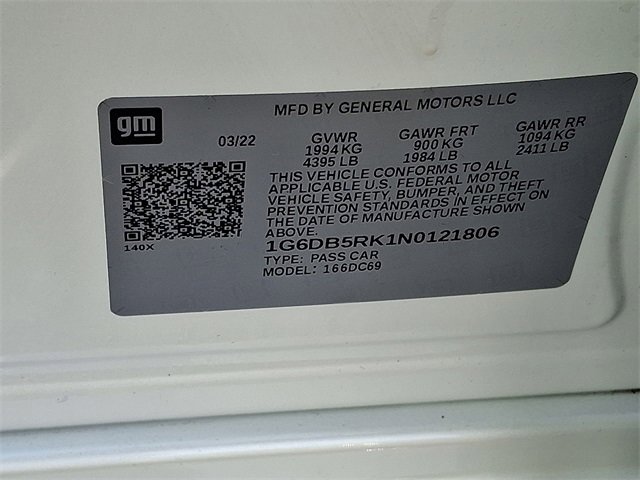 MFD BY GENERAL MOTORS LLC
gm
03/22
GVWR GAWR FRT GAWR RR
1994 KG 900 KG 1094 KG
4395 LB 1984 LB 2411 LB
THIS VEHICLE CONFORMS TO ALL
APPLICABLE U.S. FEDERAL MOTOR
VEHICLE SAFETY, BUMPER, AND THEFT
PREVENTION STANDARDS IN EFFECT ON
THE DATE OF MANUFACTURE SHOWN
ABOVE.
140X
1G6DB5RK1N0121806
TYPE: PASS CAR
MODEL: 166DC69